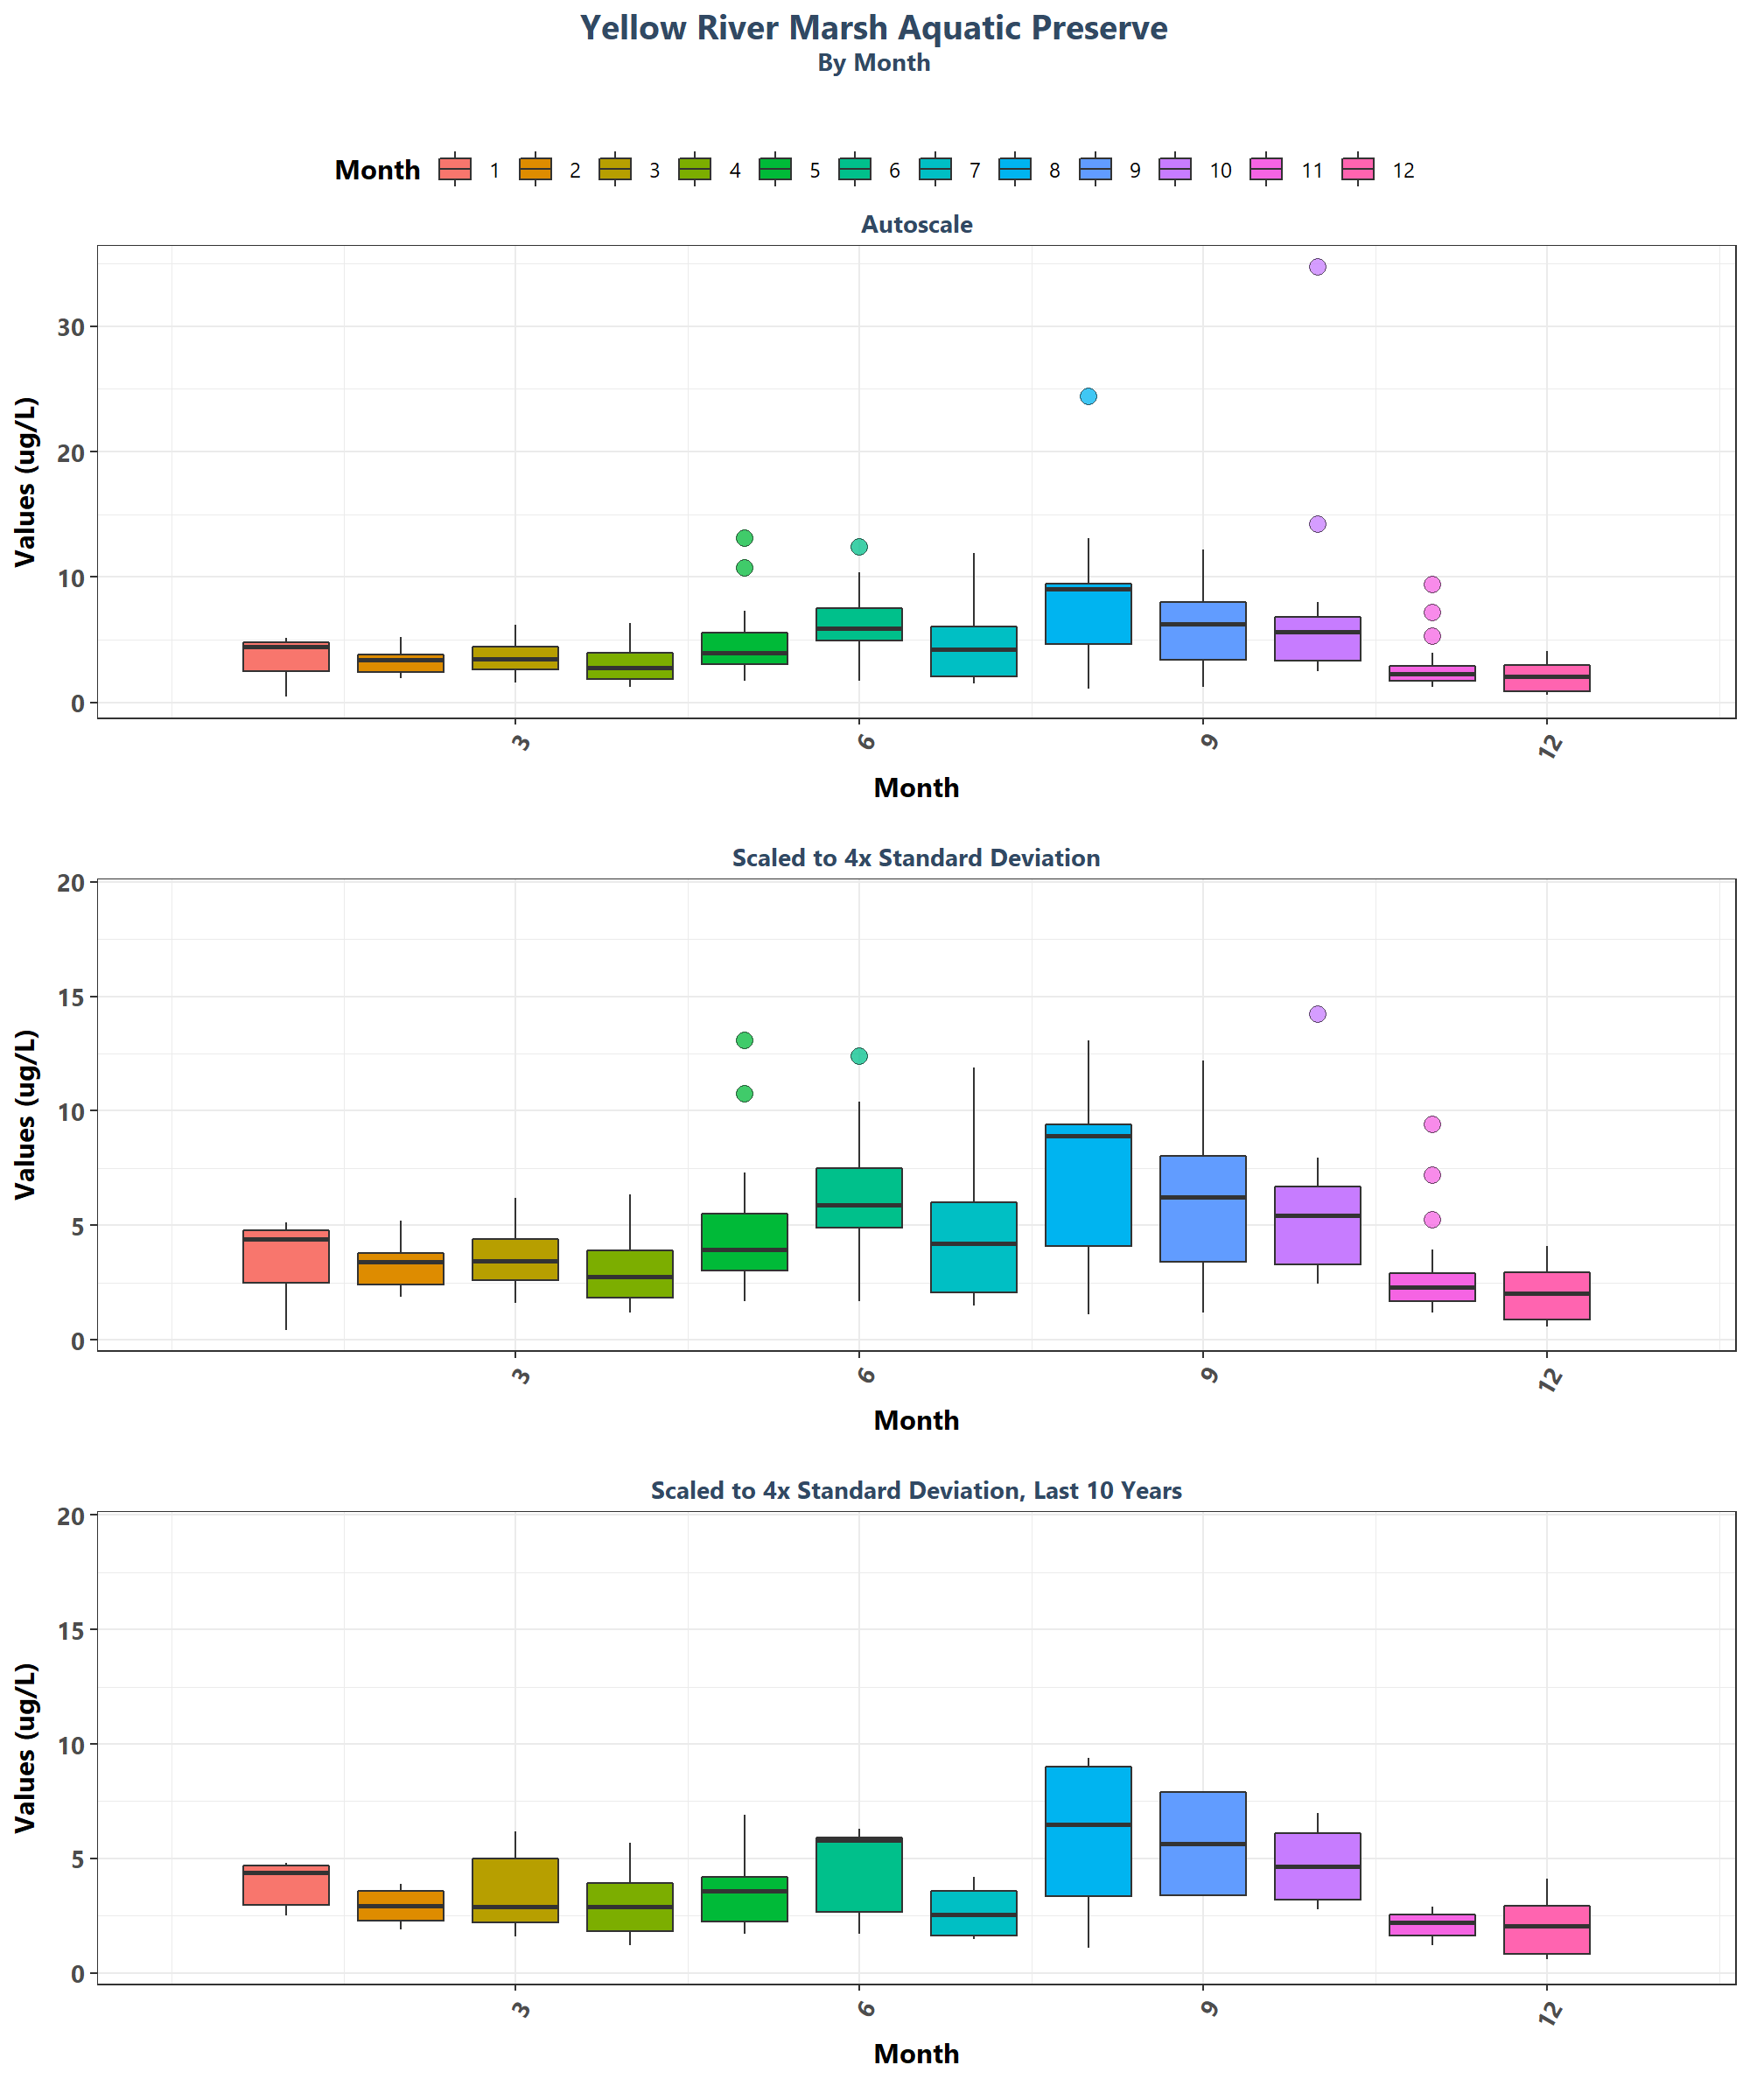 Yellow River Marsh Aquatic Preserve
By Month
Month 1 2 3 4 5 6 7 8 9 10 11 12
Autoscale
Values (ug/L)
30
20
10
0
3 6 9 12
Month
Scaled to 4x Standard Deviation
Values (ug/L)
20
15
10
5
0
3 6 9 12
Month
Scaled to 4x Standard Deviation, Last 10 Years
Values (ug/L)
20
15
10
5
0
3 6 9 12
Month